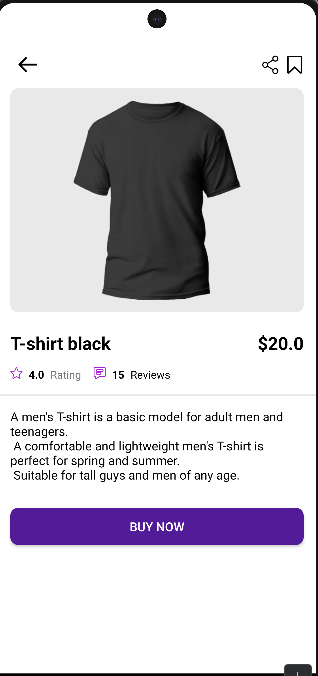 T-shirt black
$20.0
4.0 Rating 15 Reviews
A men's T-shirt is a basic model for adult men and
teenagers.
A comfortable and lightweight men's T-shirt is
perfect for spring and summer.
Suitable for tall guys and men of any age.
BUY NOW